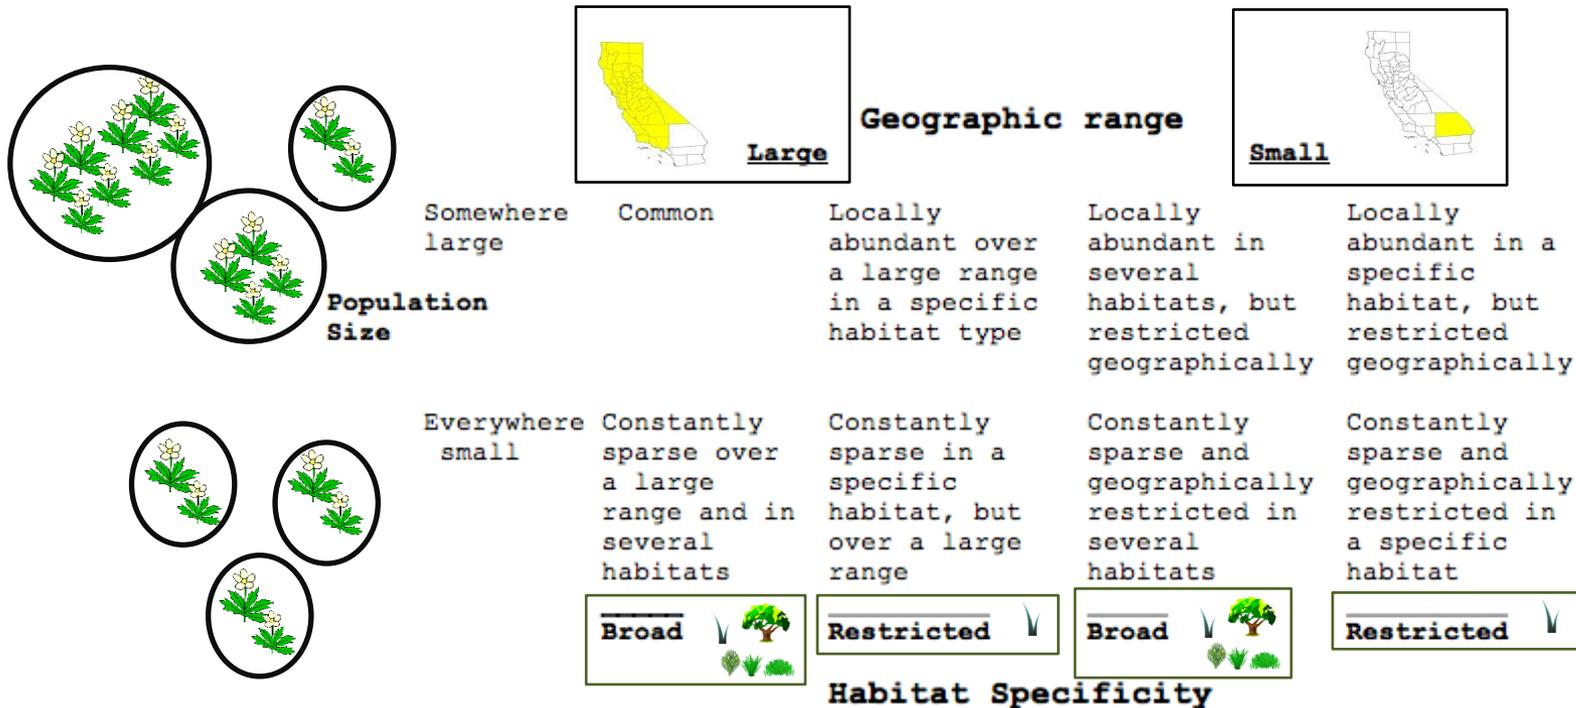 Geographic range
Large
Small
Population
Size
Somewhere
large
Common
Locally
abundant over
a large range
in a specific
habitat type
Locally
abundant in
several
habitats, but
restricted
geographically
Locally
abundant in a
specific
habitat, but
restricted
geographically
Everywhere
small
Constantly
sparse over
a large
range and in
several
habitats
Constantly
sparse in a
specific
habitat, but
over a large
range
Constantly
sparse and
geographically
restricted in
several
habitats
Constantly
sparse and
geographically
restricted in
a specific
habitat
Broad
Restricted
Broad
Restricted
Habitat Specificity